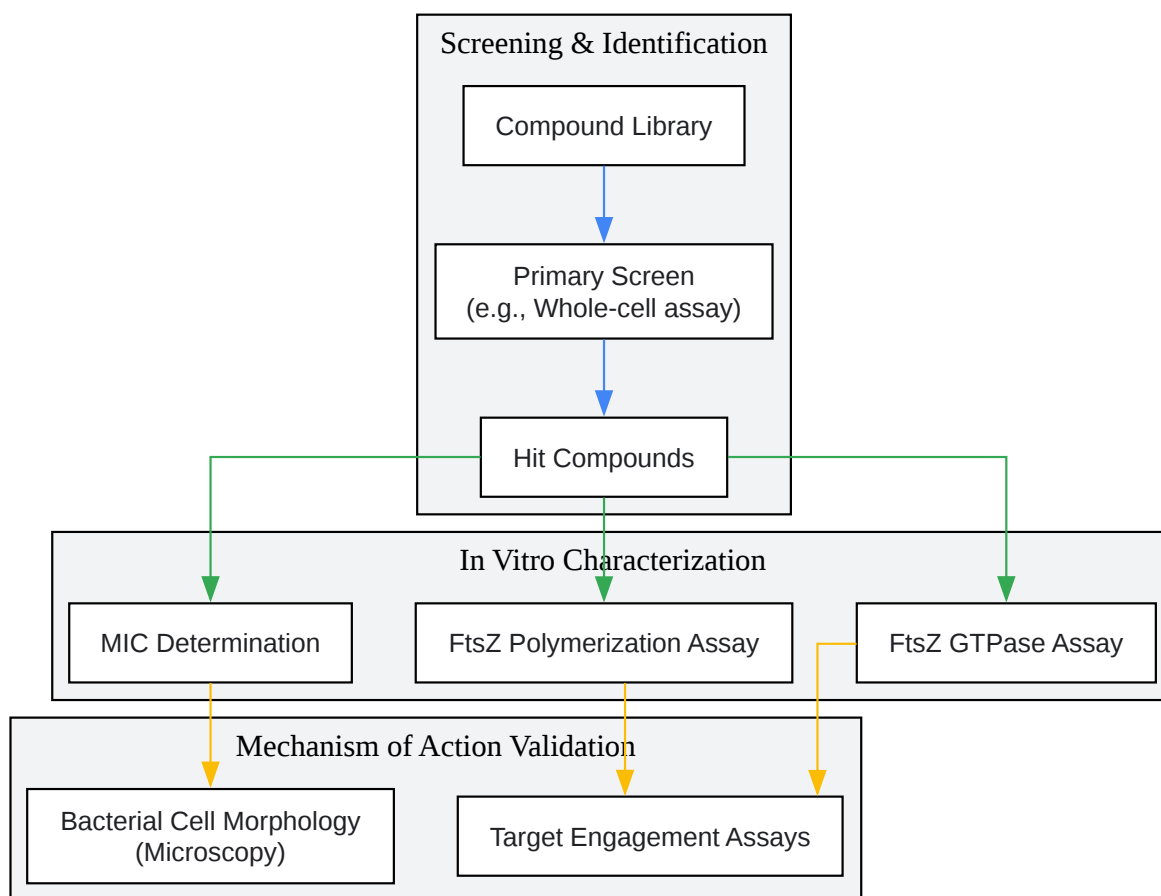 Screening & Identification
Compound Library
Primary Screen
(e.g., Whole-cell assay)
Hit Compounds
In Vitro Characterization
MIC Determination
FtsZ Polymerization Assay
FtsZ GTPase Assay
Mechanism of Action Validation
Bacterial Cell Morphology
(Microscopy)
Target Engagement Assays